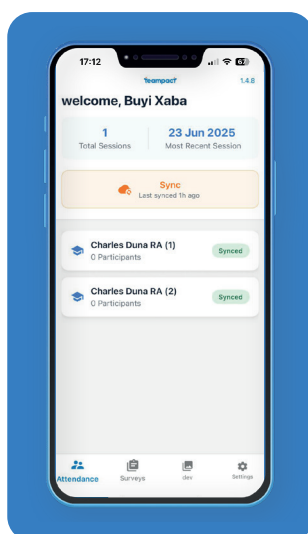 17:12
63
teampact
1.4.8
welcome, Buyi Xaba
1
Total Sessions
23 Jun 2025
Most Recent Session
Sync
Last synced 1h ago
Charles Duna RA (1)
0 Participants
Synced
Charles Duna RA (2)
0 Participants
Synced
Attendance
Surveys
dev
Settings